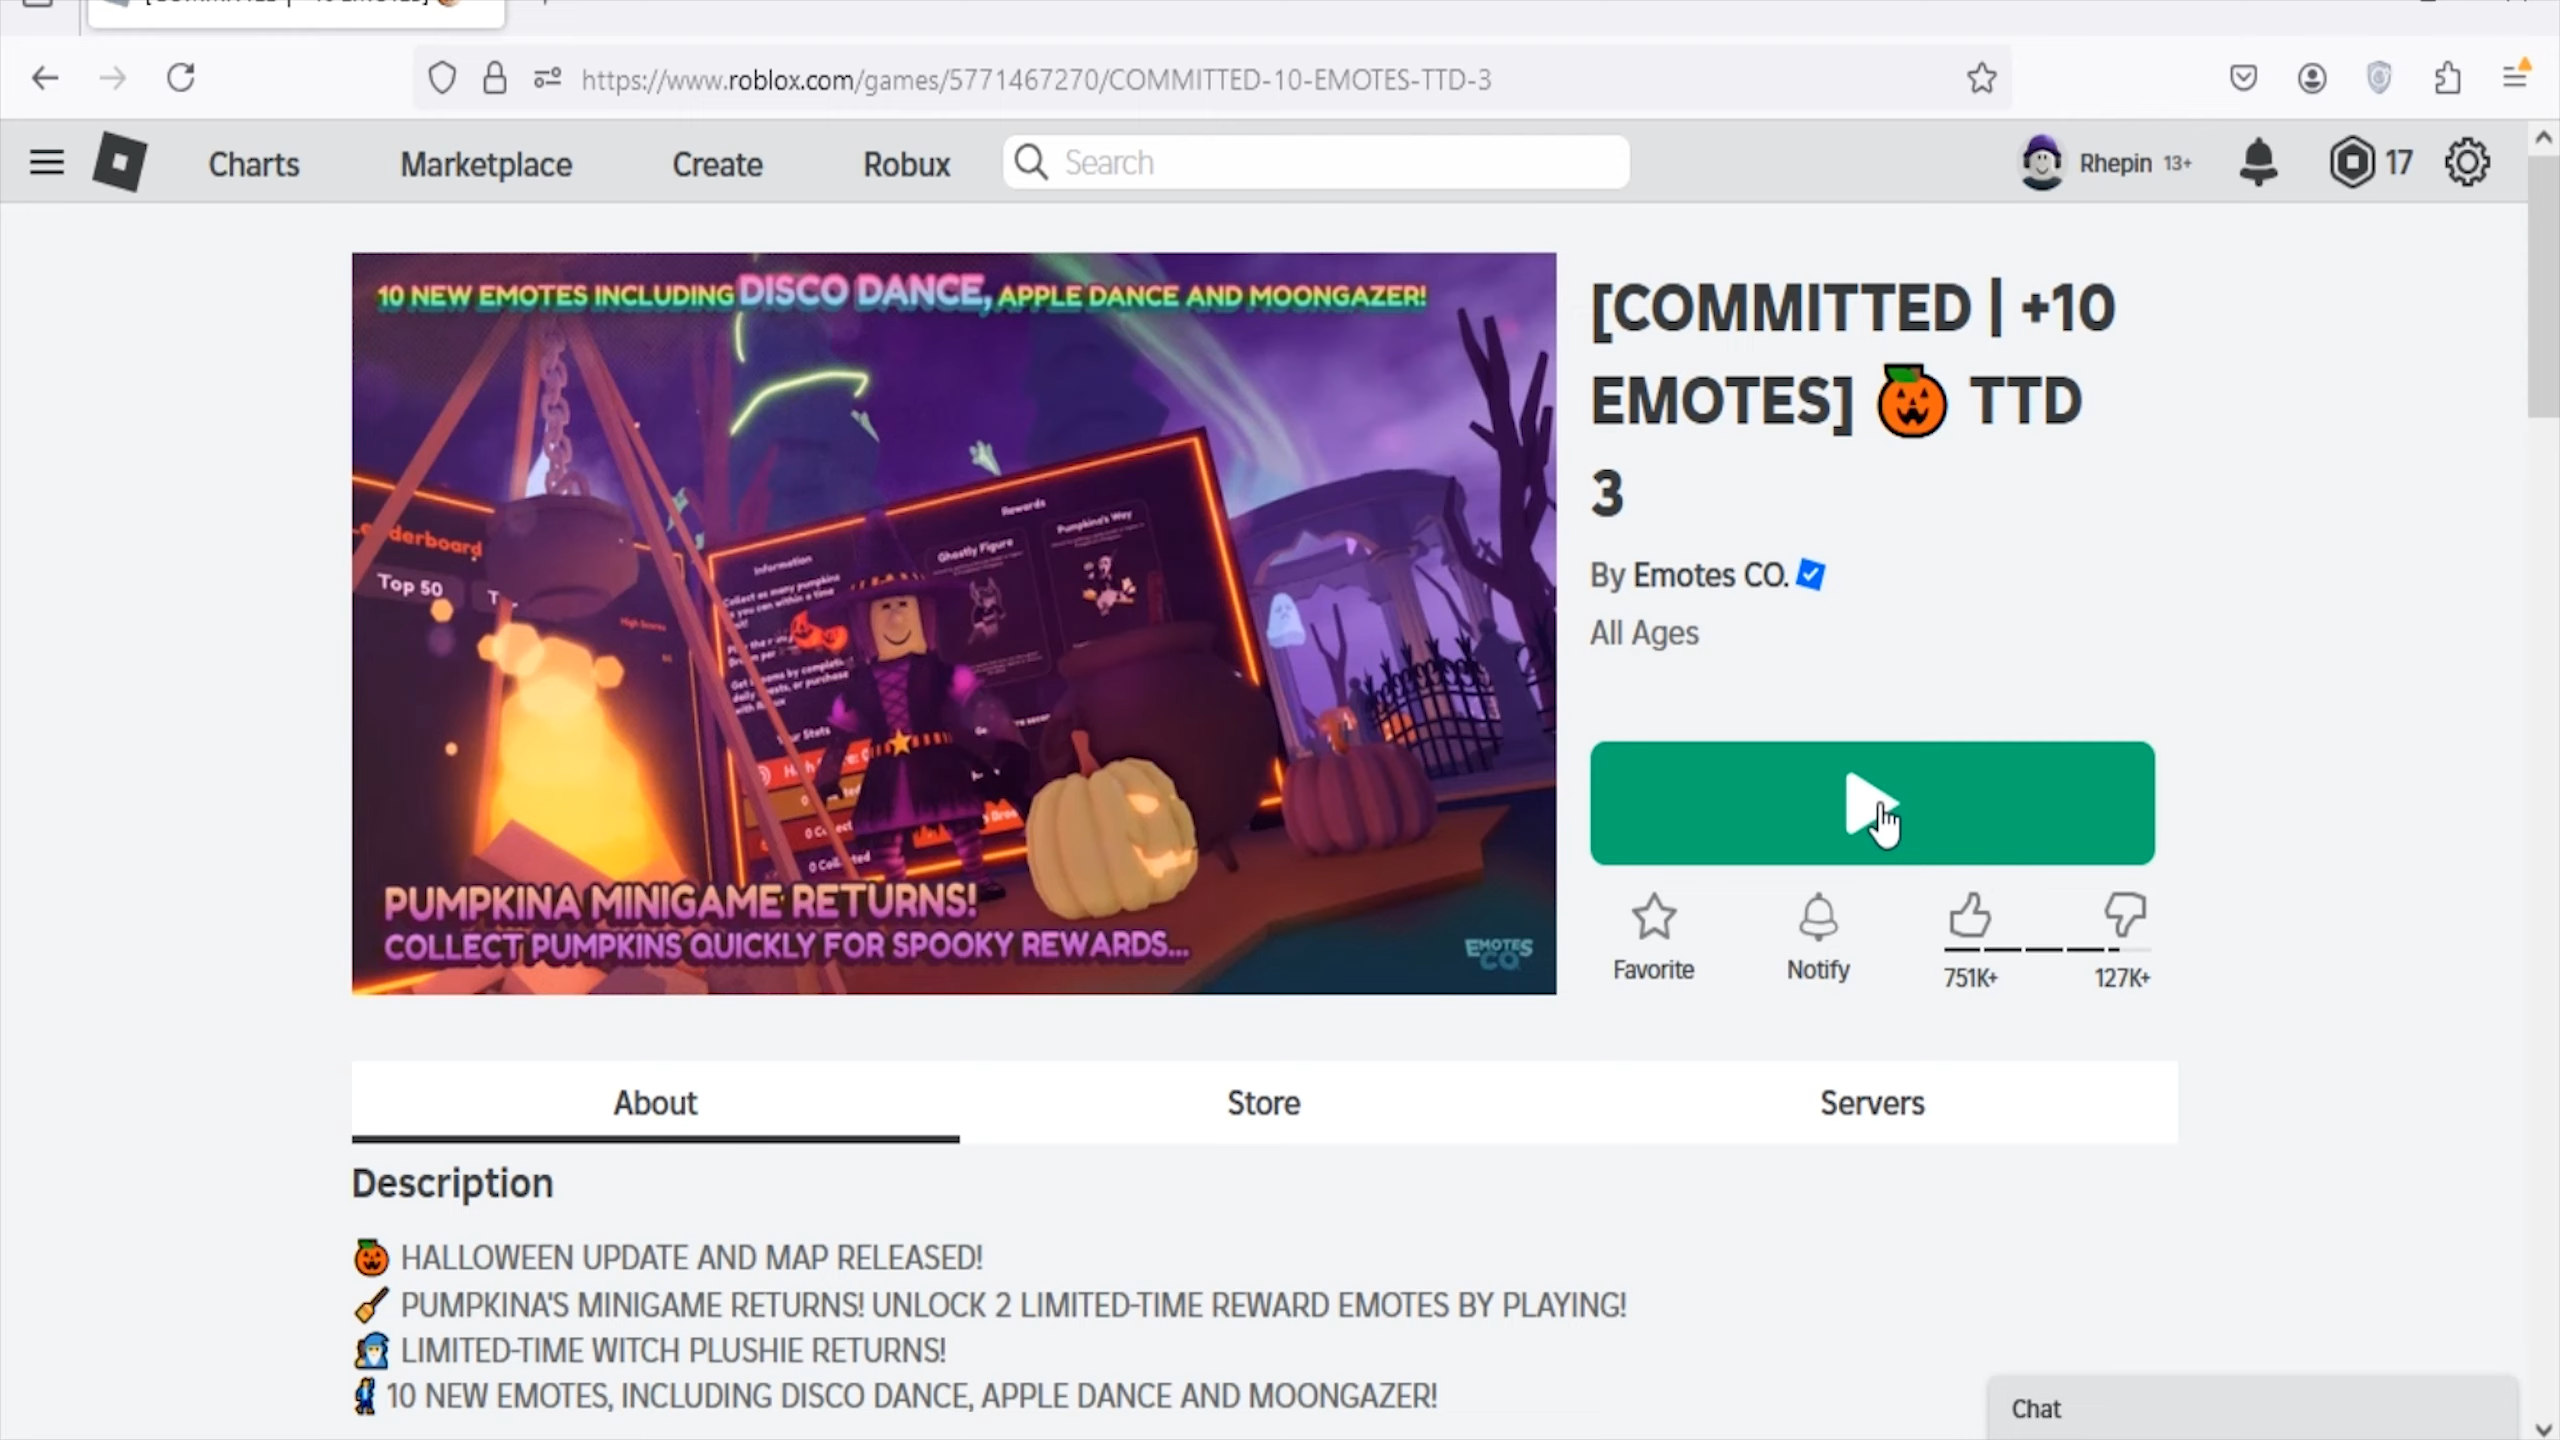 [COMMITTED | +10 EMOTES]
https://www.roblox.com/games/5771467270/COMMITTED-10-EMOTES-TTD-3
Charts
Marketplace
Create
Robux
Search
Rhepin 13+
17
10 NEW EMOTES INCLUDING DISCO DANCE, APPLE DANCE AND MOONGAZER!
Top 50
Information
Rewards
Ghostly Figure
Pumpkina's Way
PUMPKINA MINIGAME RETURNS!
COLLECT PUMPKINS QUICKLY FOR SPOOKY REWARDS...
EMOTES
CO.
[COMMITTED | +10
EMOTES] 🎃 TTD
3
By Emotes CO.
All Ages
Favorite
Notify
751K+
127K+
About
Store
Servers
Description
🎃 HALLOWEEN UPDATE AND MAP RELEASED!
🧹 PUMPKINA'S MINIGAME RETURNS! UNLOCK 2 LIMITED-TIME REWARD EMOTES BY PLAYING!
🧙 LIMITED-TIME WITCH PLUSHIE RETURNS!
🕴 10 NEW EMOTES, INCLUDING DISCO DANCE, APPLE DANCE AND MOONGAZER!
Chat